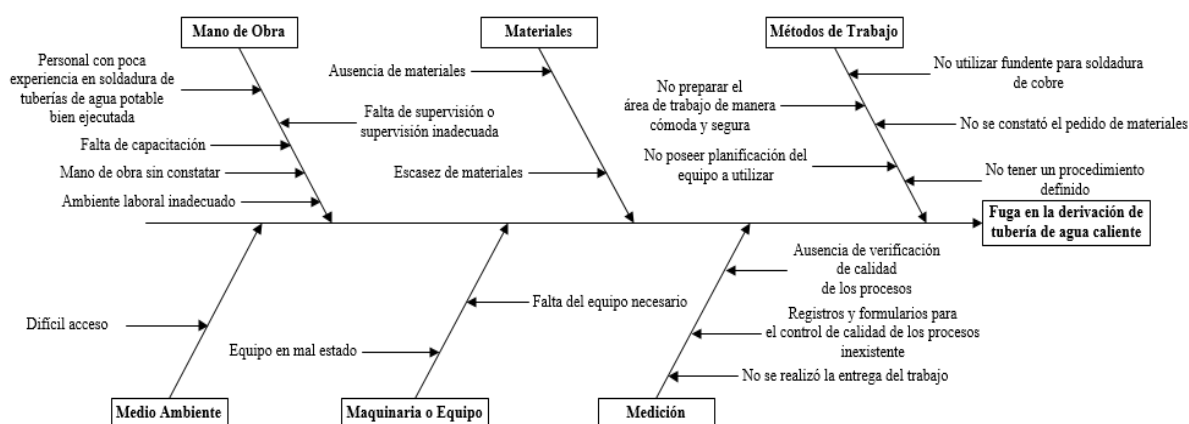 Mano de Obra
Materiales
Métodos de Trabajo
Personal con poca
experiencia en soldadura de
tuberías de agua potable
bien ejecutada
Falta de supervisión o
supervisión inadecuada
Falta de capacitación
Mano de obra sin constatar
Ambiente laboral inadecuado
Ausencia de materiales
Escasez de materiales
No utilizar fundente para soldadura
de cobre
No preparar el
área de trabajo de manera
cómoda y segura
No se constató el pedido de materiales
No poseer planificación del
equipo a utilizar
No tener un procedimiento
definido
Fuga en la derivación de
tubería de agua caliente
Difícil acceso
Falta del equipo necesario
Equipo en mal estado
Ausencia de verificación
de calidad
de los procesos
Registros y formularios para
el control de calidad de los procesos
inexistente
No se realizó la entrega del trabajo
Medio Ambiente
Maquinaria o Equipo
Medición